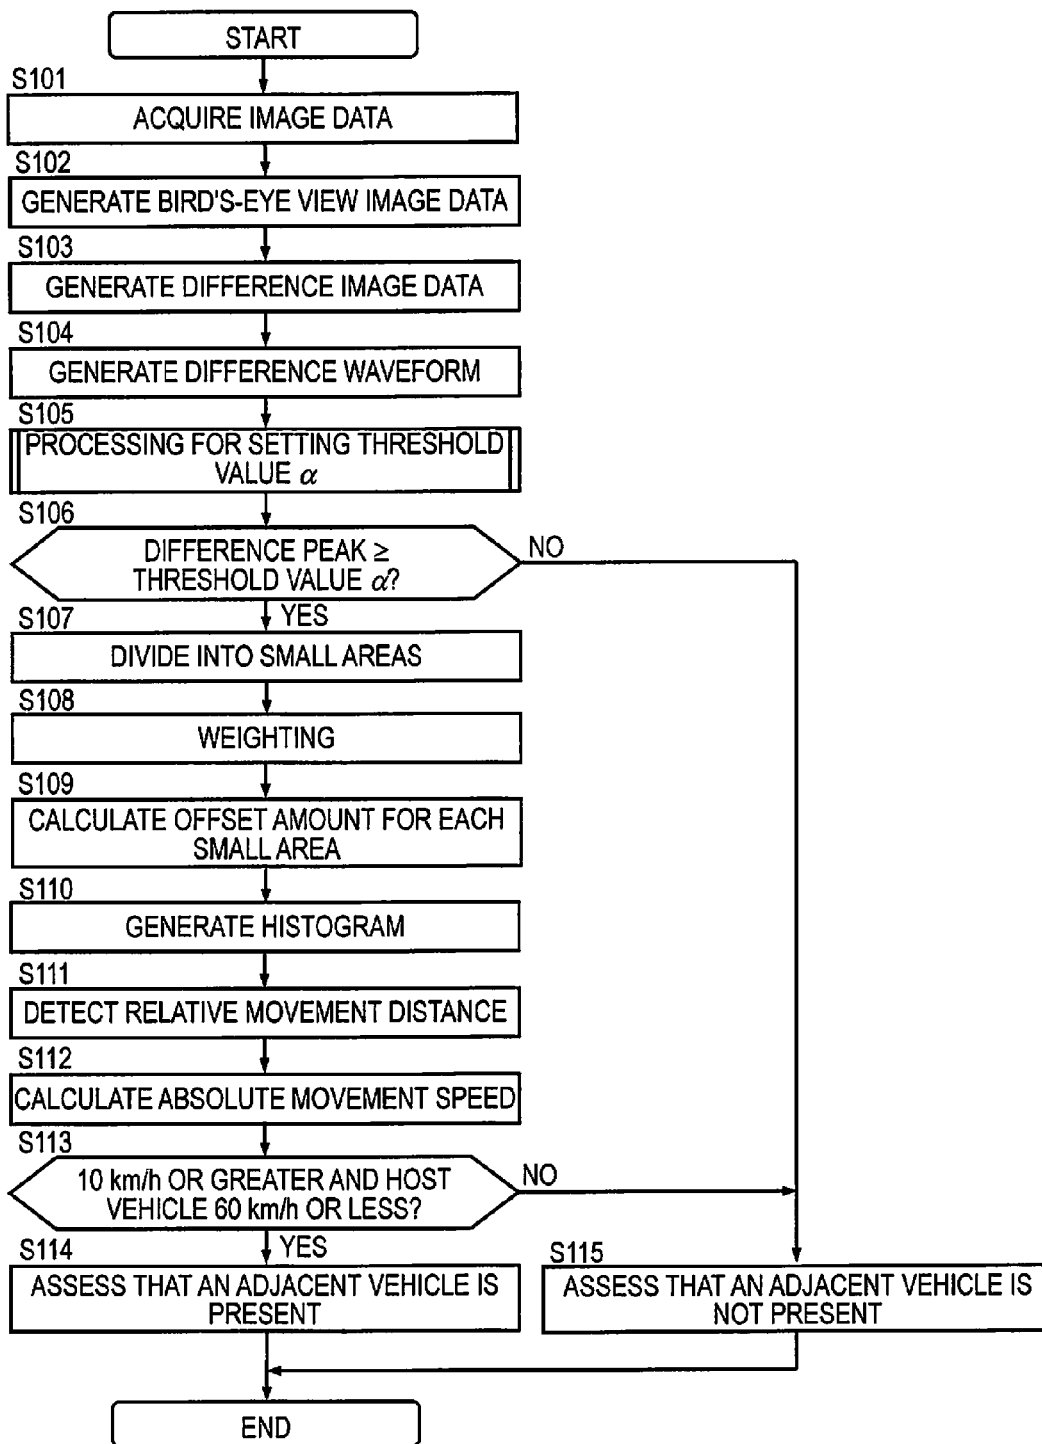 START
S101
ACQUIRE IMAGE DATA
S102
GENERATE BIRD'S-EYE VIEW IMAGE DATA
S103
GENERATE DIFFERENCE IMAGE DATA
S104
GENERATE DIFFERENCE WAVEFORM
S105
PROCESSING FOR SETTING THRESHOLD
VALUE α
S106
DIFFERENCE PEAK ≥
THRESHOLD VALUE α?
NO
YES
S107
DIVIDE INTO SMALL AREAS
S108
WEIGHTING
S109
CALCULATE OFFSET AMOUNT FOR EACH
SMALL AREA
S110
GENERATE HISTOGRAM
S111
DETECT RELATIVE MOVEMENT DISTANCE
S112
CALCULATE ABSOLUTE MOVEMENT SPEED
S113
10 km/h OR GREATER AND HOST
VEHICLE 60 km/h OR LESS?
NO
YES
S114
ASSESS THAT AN ADJACENT VEHICLE IS
PRESENT
S115
ASSESS THAT AN ADJACENT VEHICLE IS
NOT PRESENT
END